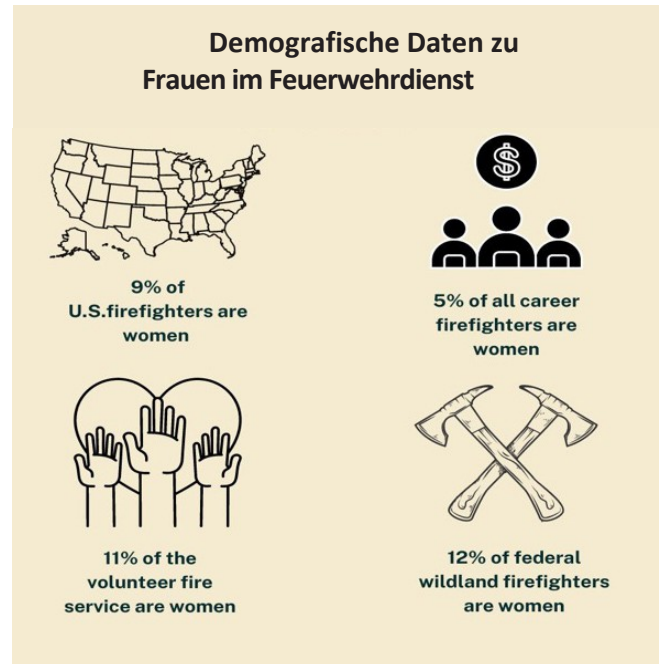 Demografische Daten zu
Frauen im Feuerwehrdienst
9% of
U.S.firefighters are
women
5% of all career
firefighters are
women
11% of the
volunteer fire
service are women
12% of federal
wildland firefighters
are women